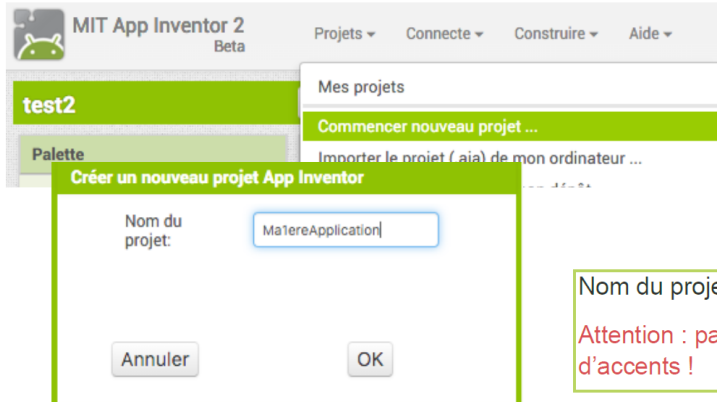 MIT App Inventor 2
Beta
Projets Connecte Construire Aide
test2
Mes projets
Commencer nouveau projet ...
Palette
Importer le projet (.aia) de mon ordinateur ...
Créer un nouveau projet App Inventor
Nom du
projet:
Ma1ereApplication
Annuler
OK
Nom du proje
Attention : pa
d'accents !